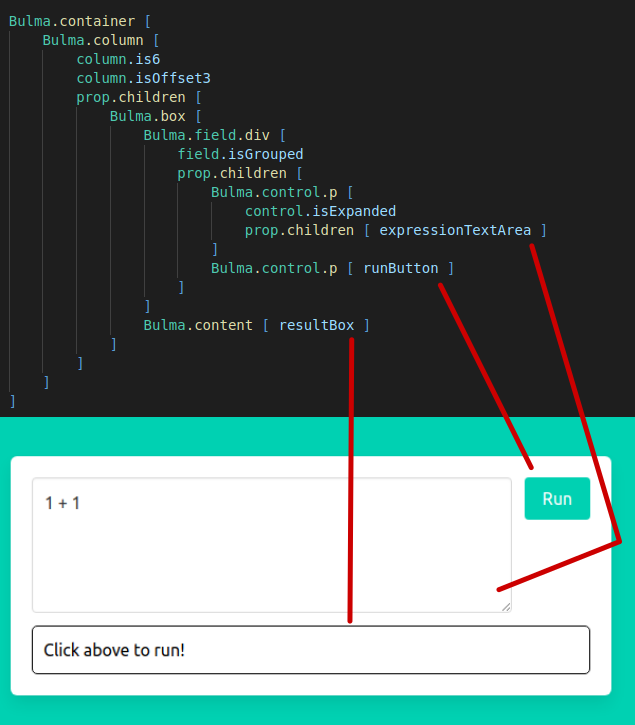 Bulma.container [
    Bulma.column [
        column.is6
        column.isOffset3
        prop.children [
            Bulma.box [
                Bulma.field.div [
                    field.isGrouped
                    prop.children [
                        Bulma.control.p [
                            control.isExpanded
                            prop.children [ expressionTextArea ]
                        ]
                        Bulma.control.p [ runButton ]
                    ]
                ]
                Bulma.content [ resultBox ]
            ]
        ]
    ]
]
1 + 1
Run
Click above to run!